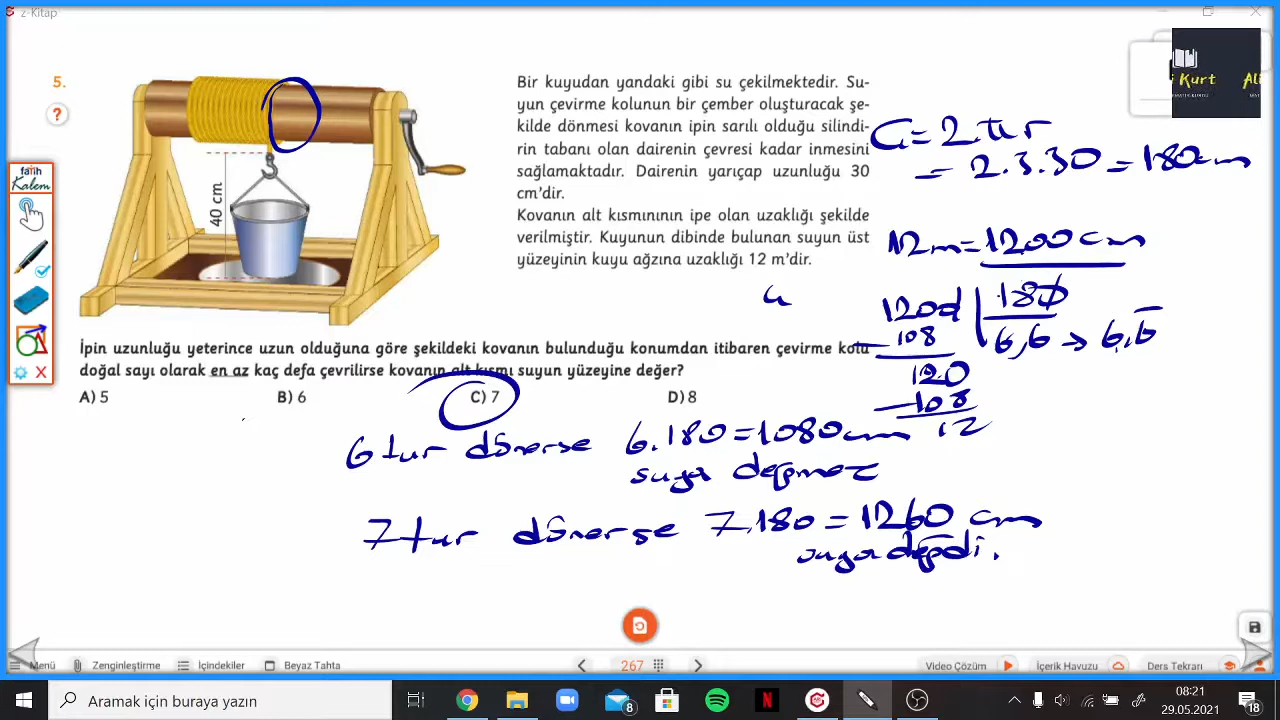 z-Kitap
5.
?
fatih
Kalem
40 cm
Bir kuyudan yandaki gibi su çekilmektedir. Su-
yun çevirme kolunun bir çember oluşturacak şe-
kilde dönmesi kovanın ipin sarılı olduğu silindi-
rin tabanı olan dairenin çevresi kadar inmesini
sağlamaktadır. Dairenin yarıçap uzunluğu 30
cm'dir.
Kovanın alt kısmınının ipe olan uzaklığı şekilde
verilmiştir. Kuyunun dibinde bulunan suyun üst
yüzeyinin kuyu ağzına uzaklığı 12 m'dir.
Kurt
Ali
Ç=2.π.r
=2.3.30=180cm
12m=1200cm
1200 180
108 6,6→6,6̅
120
-108
12
İpin uzunluğu yeterince uzun olduğuna göre şekildeki kovanın bulunduğu konumdan itibaren çevirme kolu
doğal sayı olarak en az kaç defa çevrilirse kovanın alt kısmı suyun yüzeyine değer?
A) 5 B) 6 C) 7 D) 8
6 tur dönerse 6.180=1080cm
suya değmez
7 tur dönerse 7.180=1260 cm
suya değdi.
Menü Zenginleştirme İçindekiler Beyaz Tahta 267 Video Çözüm İçerik Havuzu Ders Tekrarı
Aramak için buraya yazın
8
08:21
29.05.2021
18